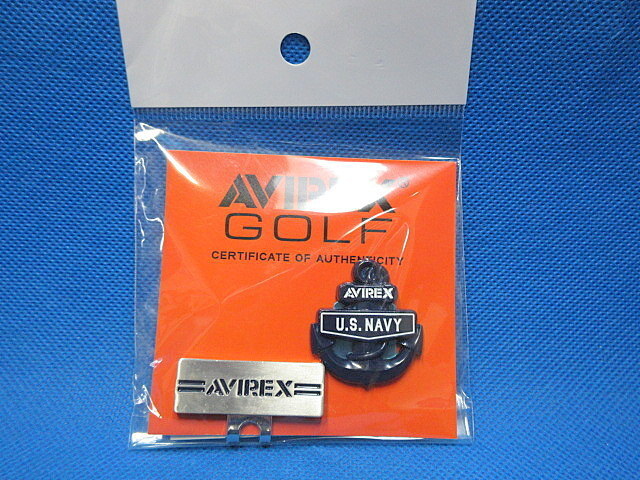 AVIREX
GOLF
CERTIFICATE OF AUTHENTICITY
AVIREX
U.S. NAVY
AVIREX